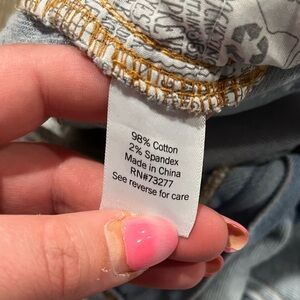 98% Cotton
2% Spandex
Made in China
RN#73277
See reverse for care